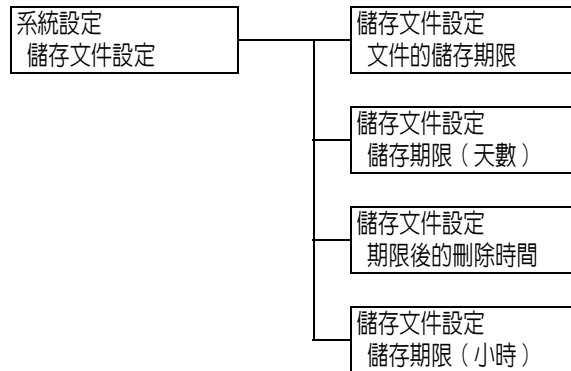 系統設定
儲存文件設定
儲存文件設定
文件的儲存期限
儲存文件設定
儲存期限（天數）
儲存文件設定
期限後的刪除時間
儲存文件設定
儲存期限（小時）